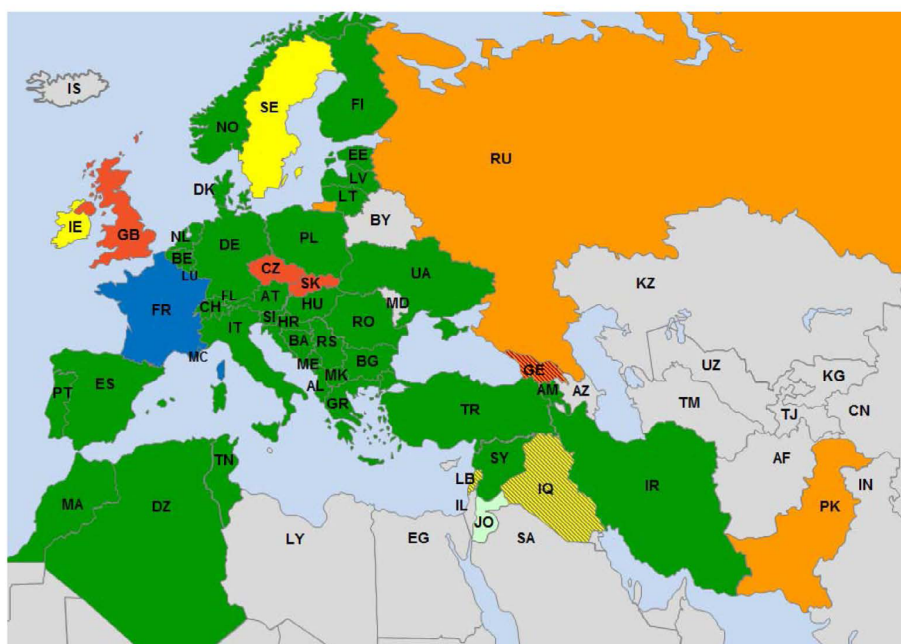 IS
SE
FI
NO
RU
EE
LV
DK
LT
IE
GB
BY
NL
DE
PL
BE
LU
CZ
SK
UA
KZ
FR
FL
AT
HU
MD
CH
SI
HR
RO
IT
BA
RS
MC
ME
BG
GE
AZ
UZ
KG
PT
ES
AL
MK
AM
TM
TJ
CN
GR
TR
AF
TN
SY
LB
IQ
IR
IN
MA
DZ
IL
PK
JO
LY
EG
SA